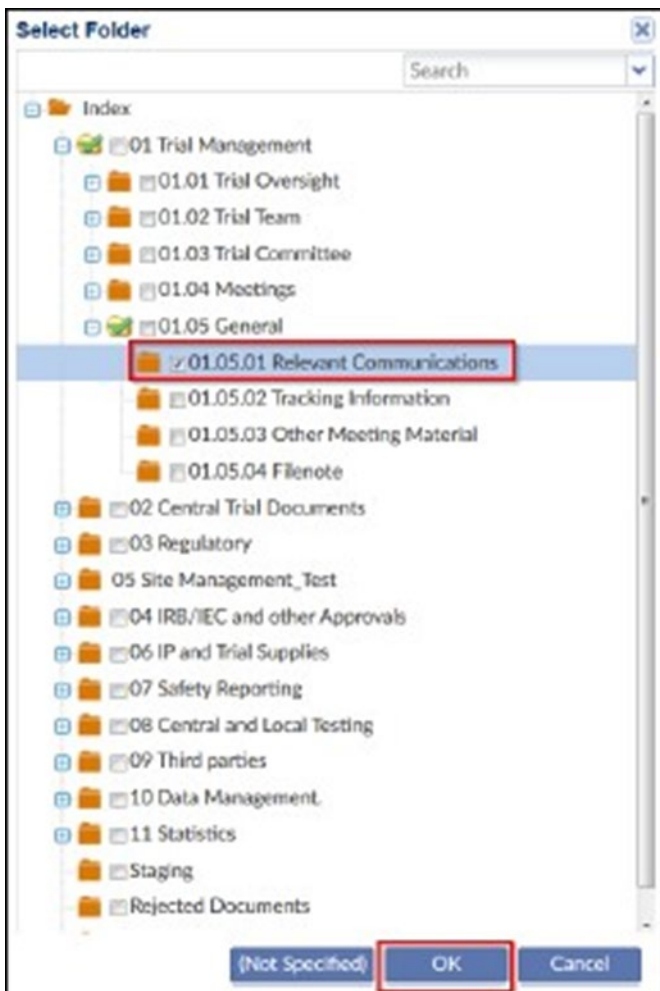 Select Folder
Search
Index
01 Trial Management
01.01 Trial Oversight
01.02 Trial Team
01.03 Trial Committee
01.04 Meetings
01.05 General
01.05.01 Relevant Communications
01.05.02 Tracking Information
01.05.03 Other Meeting Material
01.05.04 Filenote
02 Central Trial Documents
03 Regulatory
05 Site Management_Test
04 IRB/IEC and other Approvals
06 IP and Trial Supplies
07 Safety Reporting
08 Central and Local Testing
09 Third parties
10 Data Management.
11 Statistics
Staging
Rejected Documents
(Not Specified) OK Cancel